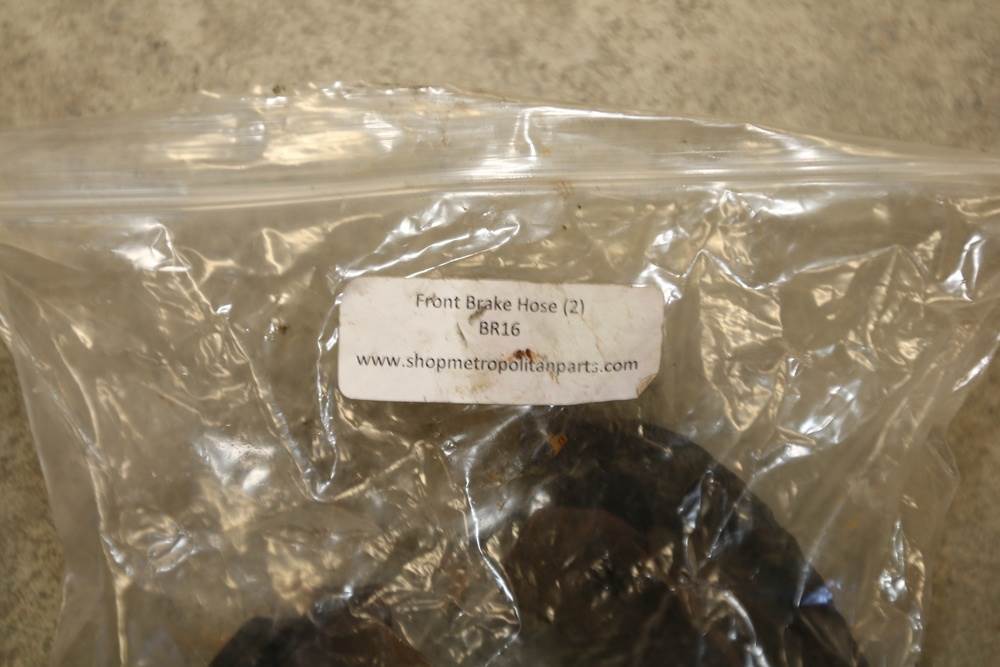 Front Brake Hose (2)
BR16
www.shopmetropolitanparts.com